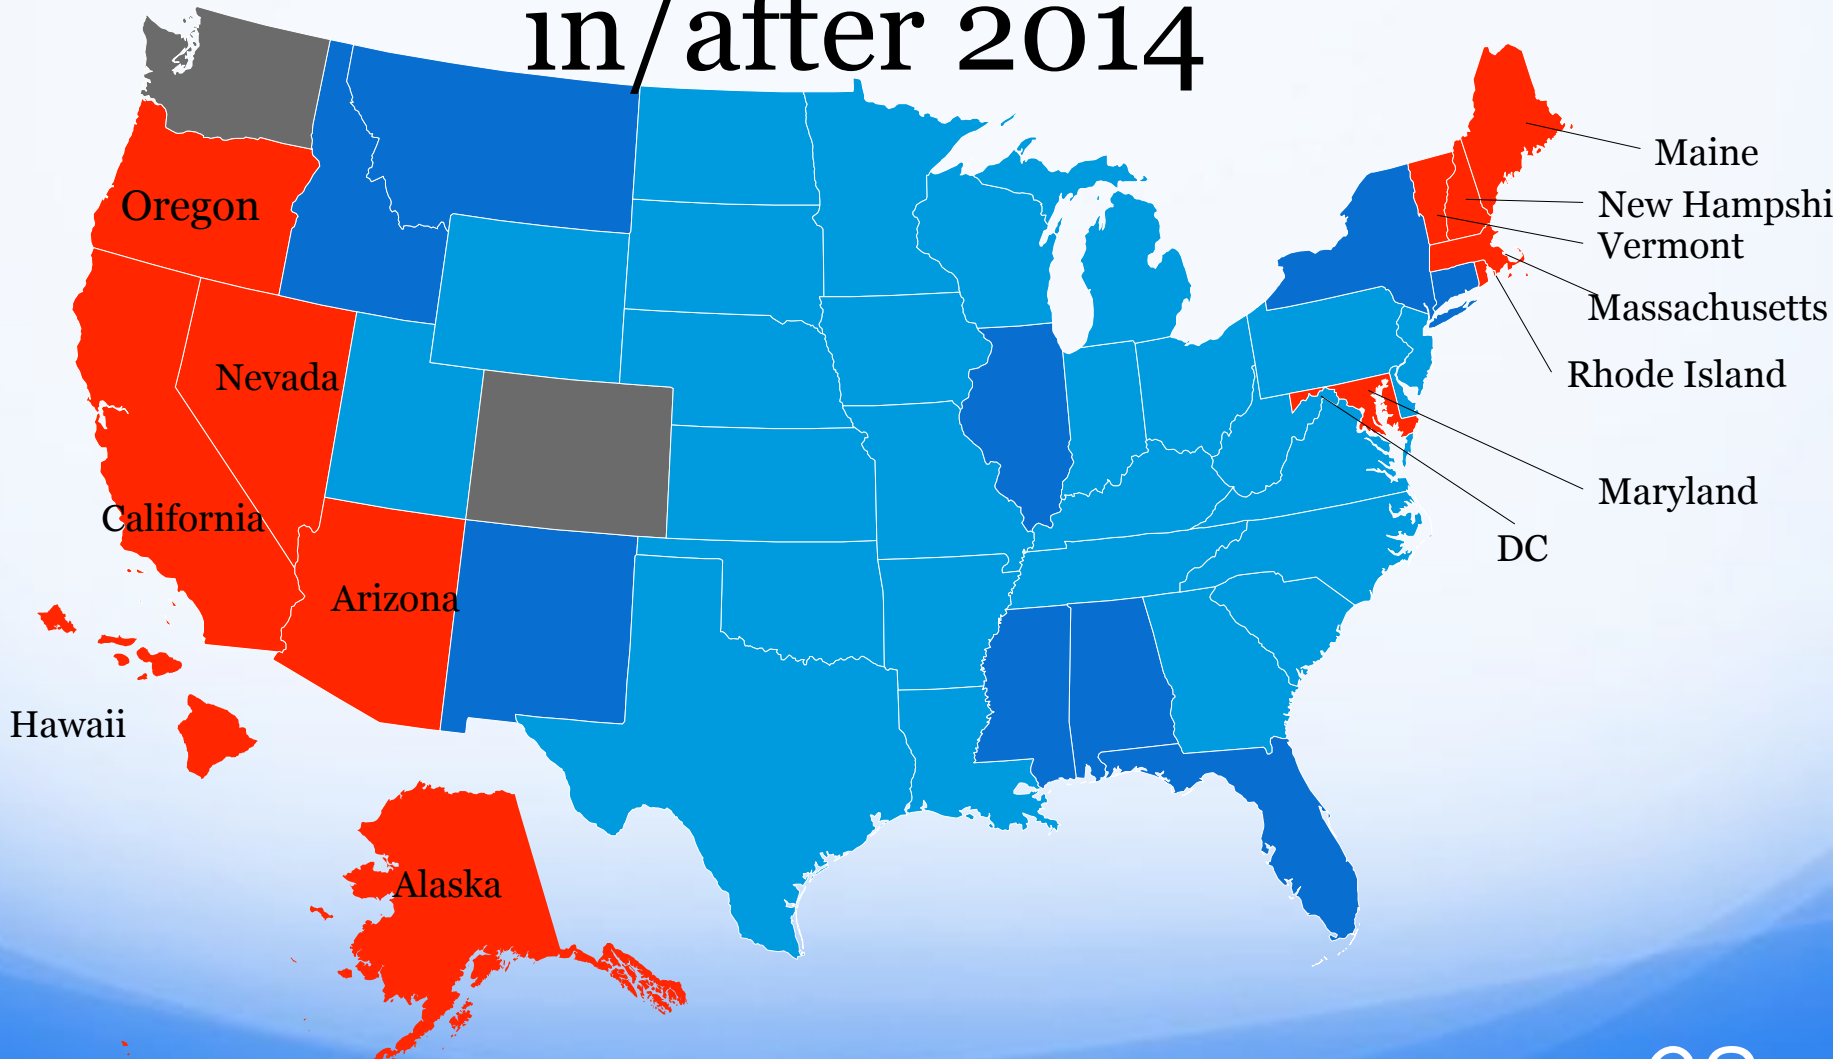 in/after 2014
Maine
New Hampshi
Vermont
Massachusetts
Rhode Island
Maryland
DC
Oregon
Nevada
California
Arizona
Hawaii
Alaska